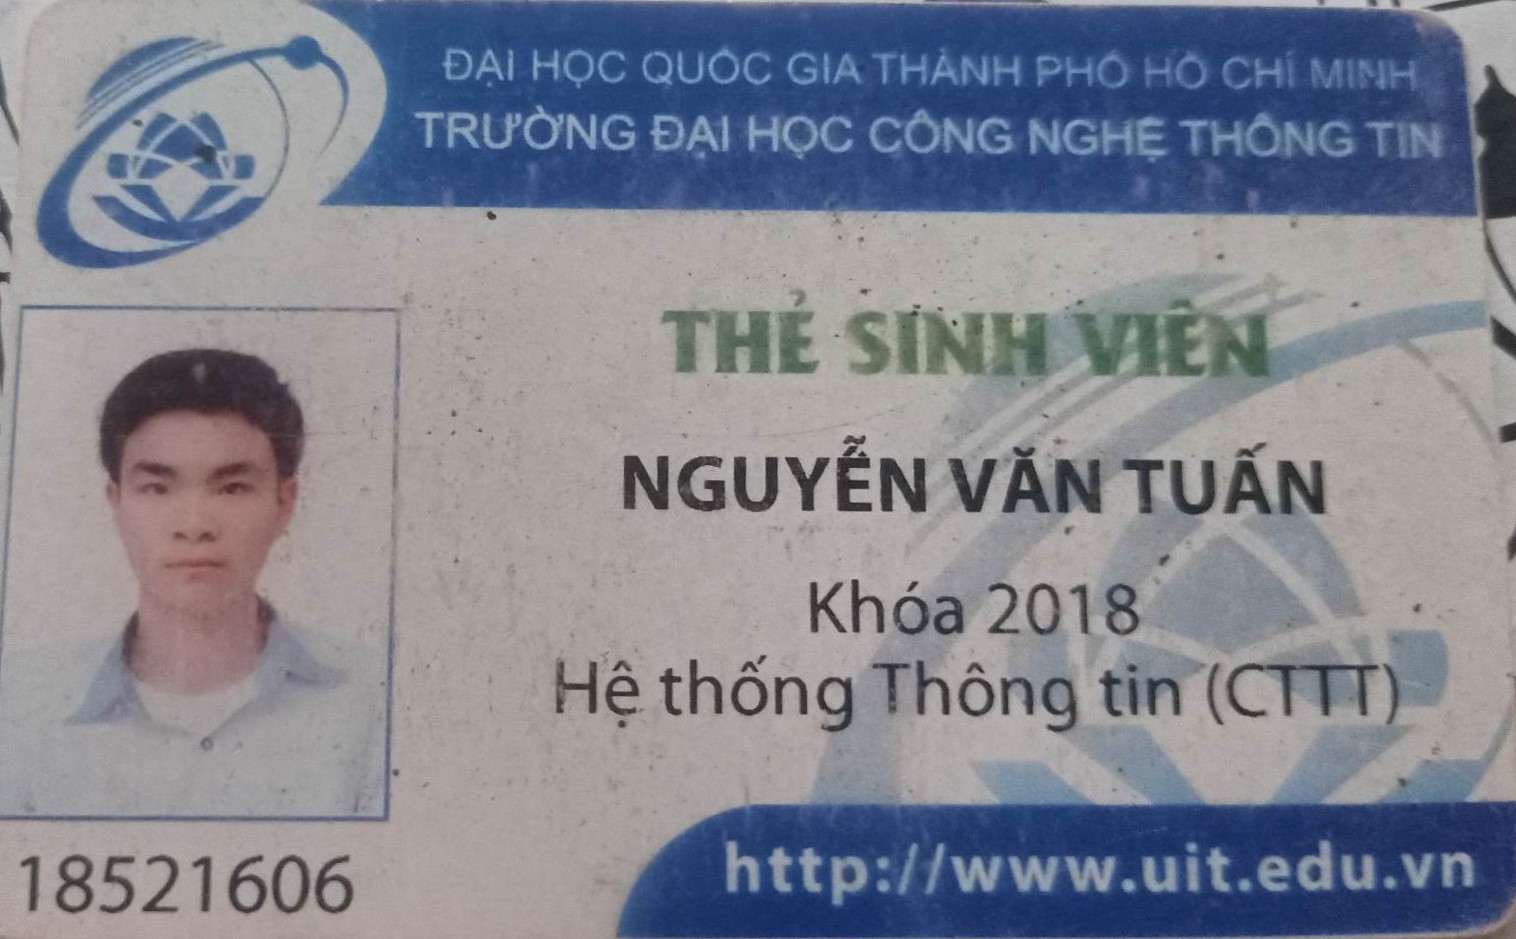 ĐẠI HỌC QUỐC GIA THÀNH PHỐ HỒ CHÍ MINH
TRƯỜNG ĐẠI HỌC CÔNG NGHỆ THÔNG TIN
THẺ SINH VIÊN
NGUYỄN VĂN TUẤN
Khóa 2018
Hệ thống Thông tin (CTTT)
18521606
http://www.uit.edu.vn